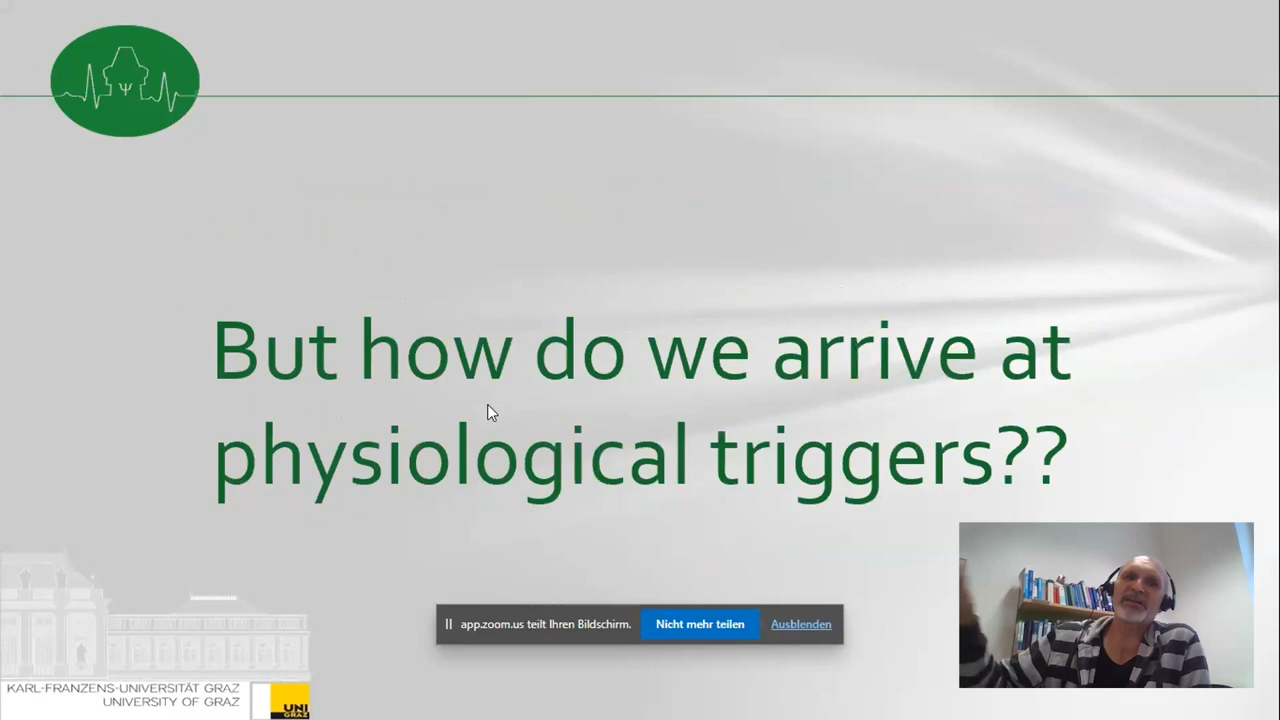 Ψ
But how do we arrive at
physiological triggers??
app.zoom.us teilt Ihren Bildschirm. Nicht mehr teilen Ausblenden
KARL-FRANZENS-UNIVERSITÄT GRAZ
UNIVERSITY OF GRAZ
UNI
GRAZ